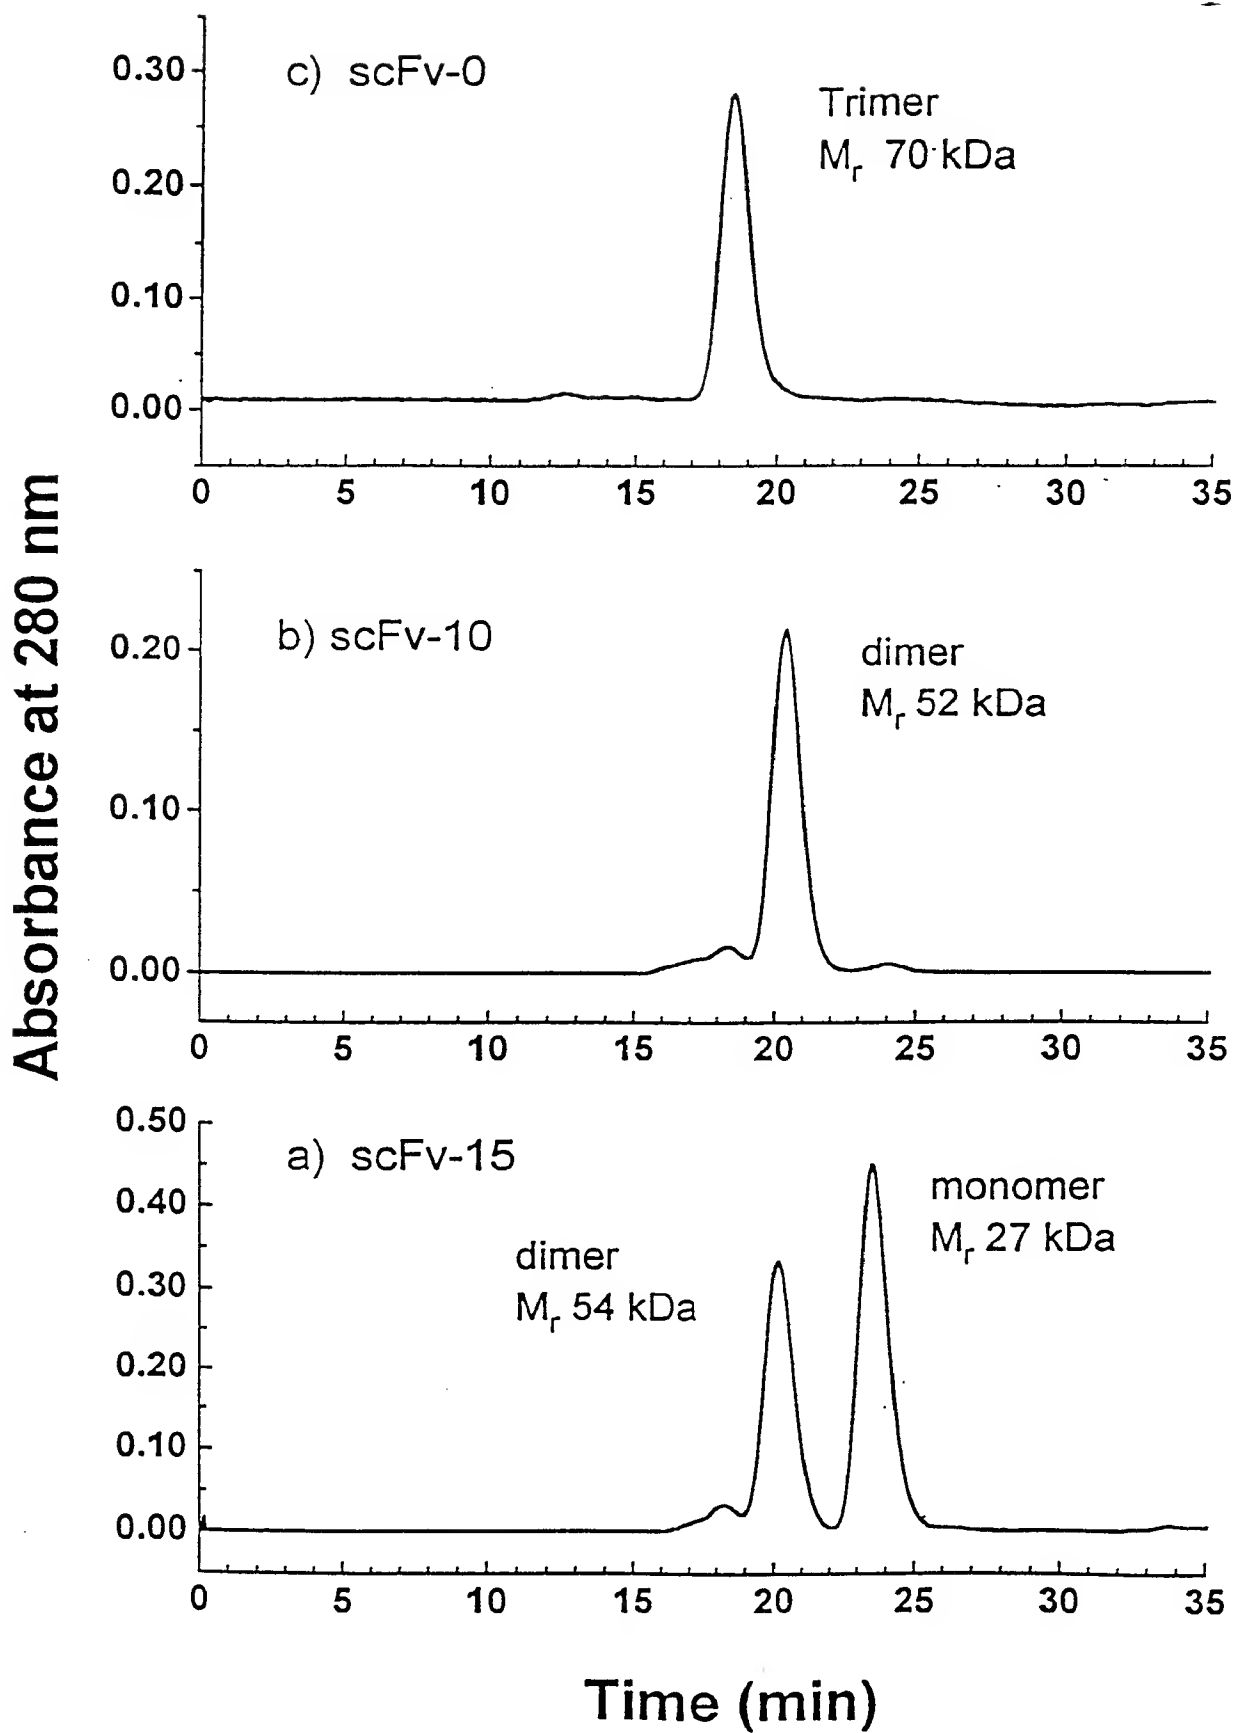 c) scFv-0
Trimer
Mr 70 kDa
0.30
0.20
0.10
0.00
0 5 10 15 20 25 30 35
b) scFv-10
dimer
Mr 52 kDa
0.20
0.10
0.00
0 5 10 15 20 25 30 35
a) scFv-15
monomer
Mr 27 kDa
dimer
Mr 54 kDa
0.50
0.40
0.30
0.20
0.10
0.00
0 5 10 15 20 25 30 35
Absorbance at 280 nm
Time (min)